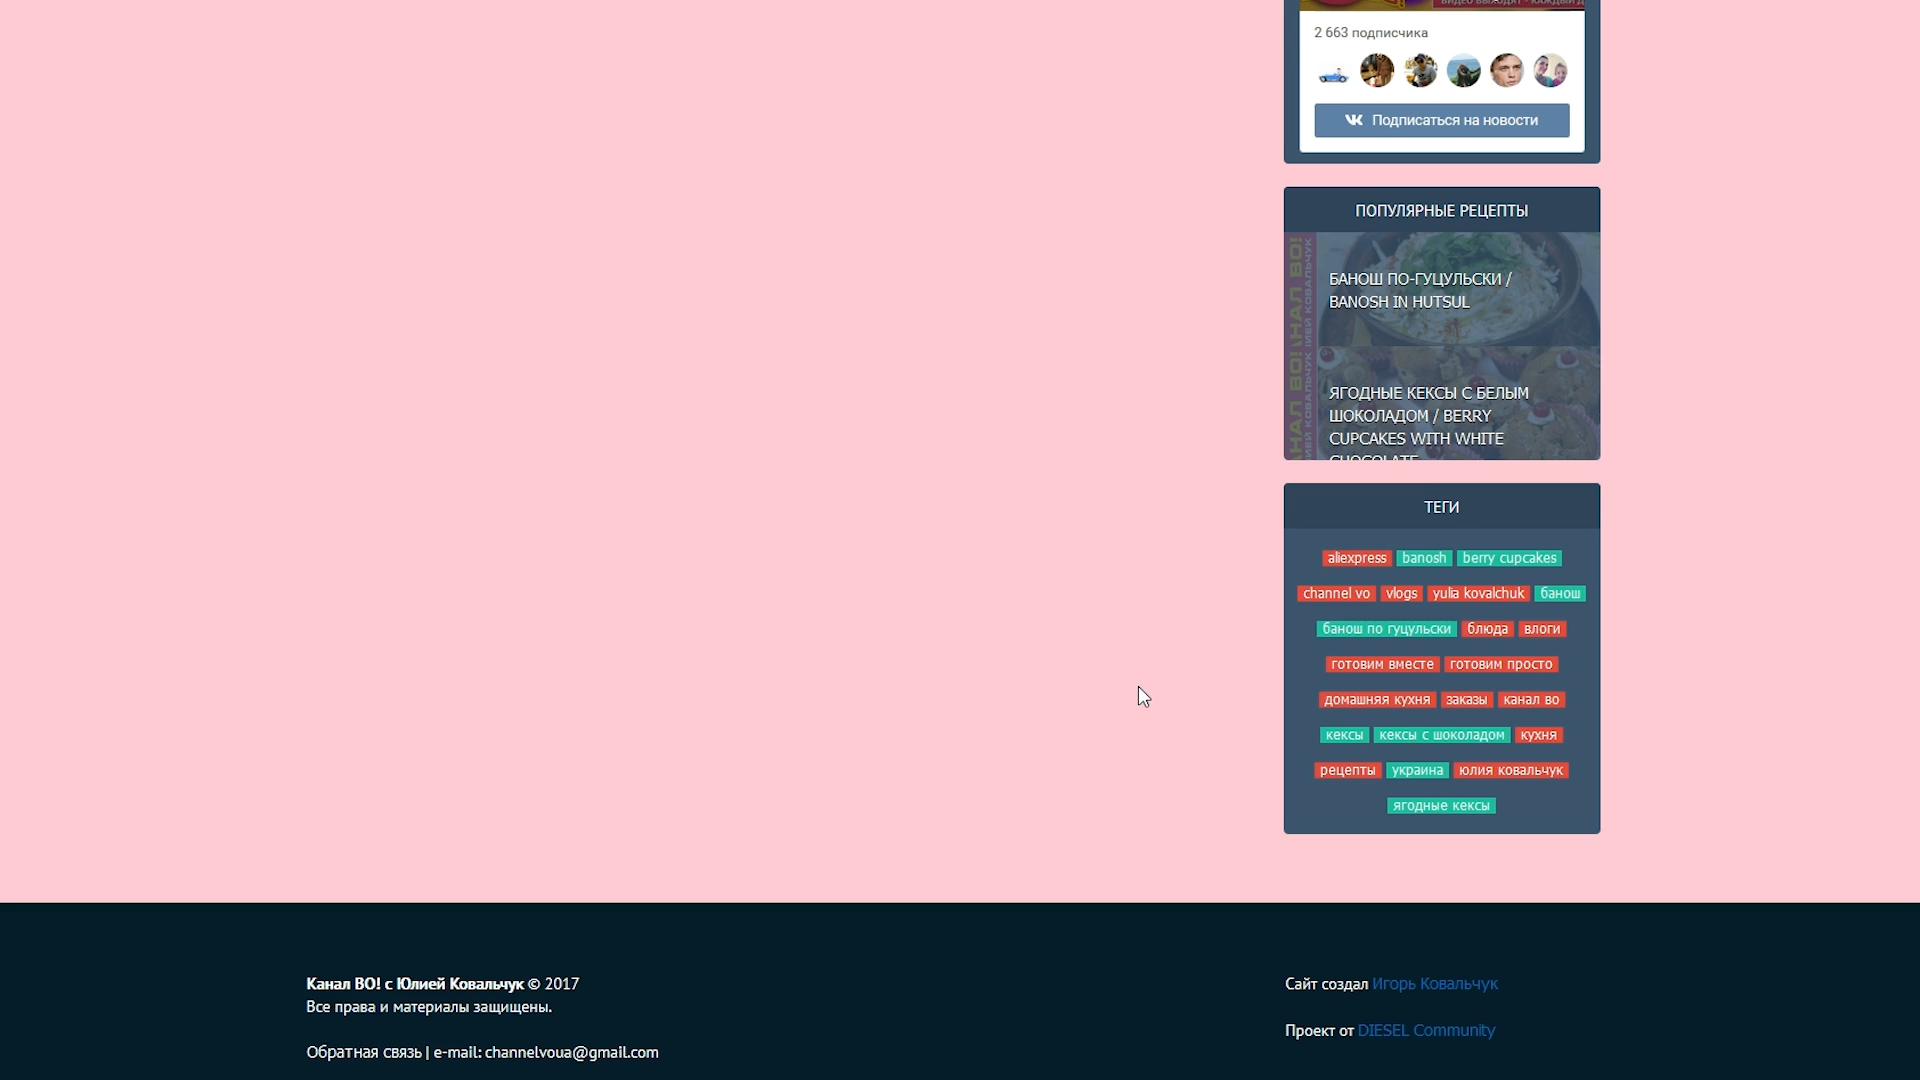 ВИДЕО ВЫХОДЯТ - КАЖДЫЙ Д
2 663 подписчика
Подписаться на новости
ПОПУЛЯРНЫЕ РЕЦЕПТЫ
БАНОШ ПО-ГУЦУЛЬСКИ /
BANOSH IN HUTSUL
ЯГОДНЫЕ КЕКСЫ С БЕЛЫМ
ШОКОЛАДОМ / BERRY
CUPCAKES WITH WHITE
CHOCOLATE
ТЕГИ
aliexpress banosh berry cupcakes
channel vo vlogs yulia kovalchuk банош
банош по гуцульски блюда влоги
готовим вместе готовим просто
домашняя кухня заказы канал во
кексы кексы с шоколадом кухня
рецепты украина юлия ковальчук
ягодные кексы
Канал ВО! с Юлией Ковальчук © 2017
Все права и материалы защищены.
Обратная связь | e-mail: channelvoua@gmail.com
Сайт создал Игорь Ковальчук
Проект от DIESEL Community